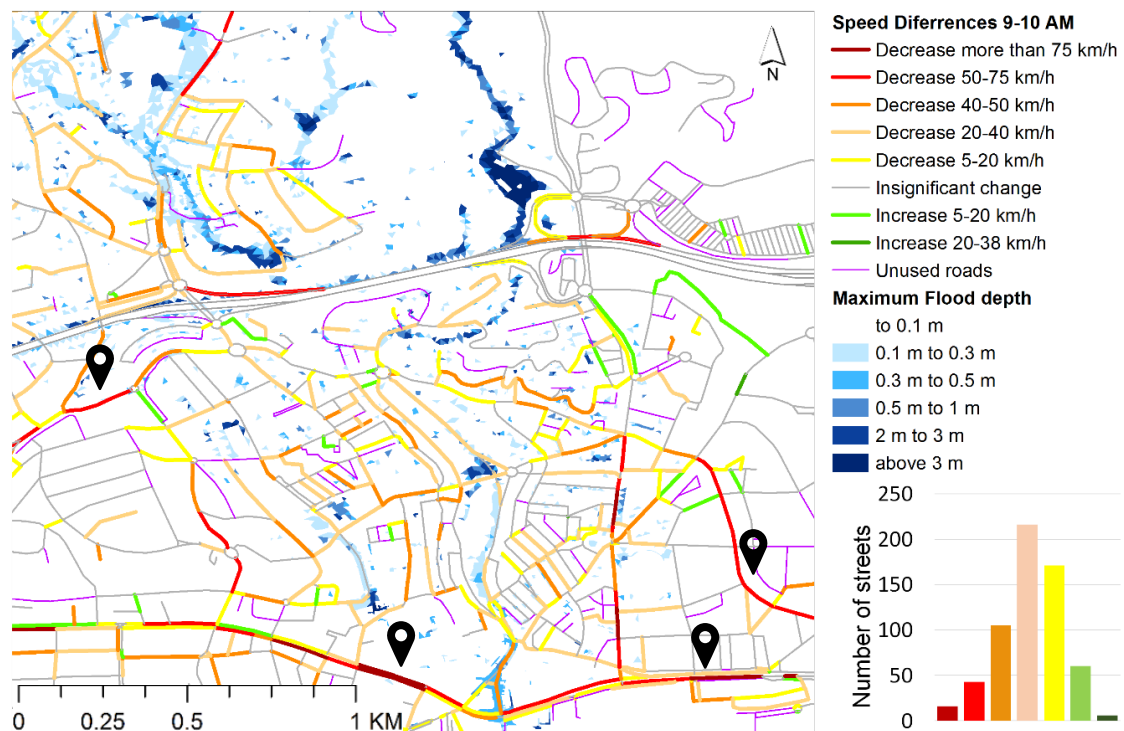 N
0 0.25 0.5 1 KM
Speed Diferrences 9-10 AM
Decrease more than 75 km/h
Decrease 50-75 km/h
Decrease 40-50 km/h
Decrease 20-40 km/h
Decrease 5-20 km/h
Insignificant change
Increase 5-20 km/h
Increase 20-38 km/h
Unused roads
Maximum Flood depth
to 0.1 m
0.1 m to 0.3 m
0.3 m to 0.5 m
0.5 m to 1 m
2 m to 3 m
above 3 m
Number of streets
250
200
150
100
50
0